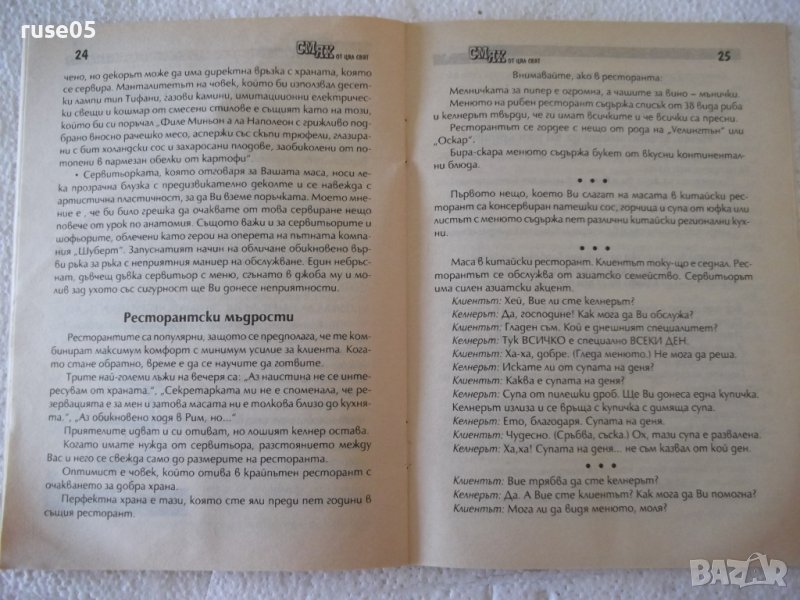 ruse05
24
СМЯХ
ОТ ЦЯЛ СВЯТ
чено, но декорът може да има директна връзка с храната, която
се сервира. Манталитетът на човек, който би използвал десет-
ки лампи тип Тифани, газови камини, имитационни електричес-
ки свещи и кошмар от смесени стилове е същият като на този,
който би си поръчал "Филе Миньон а ла Наполеон с грижливо под-
брано вносно рачешко месо, аспержи със скъпи трюфели, глазира-
ни с бит холандски сос и захаросани плодове, заобиколени от по-
топени в пармезан обелки от картофи".
• Сервитьорката, която отговаря за Вашата маса, носи ле-
ка прозрачна блузка с предизвикателно деколте и се навежда с
артистична пластичност, за да Ви вземе поръчката. Моето мне-
ние е, че би било грешка да очаквате от това сервиране нещо
повече от урок по анатомия. Същото важи и за сервитьорите и
шофьорите, облечени като герои на оперета на пътната компа-
ния „Шуберт". Запуснатият начин на обличане обикновено вър-
ви ръка за ръка с неприятния маниер на обслужване. Един небръс-
нат, дъвчещ дъвка сервитьор с меню, сгънато в джоба му и мо-
лив зад ухото със сигурност ще Ви донесе неприятности.
Ресторантски мъдрости
Ресторантите са популярни, защото се предполага, че те ком-
бинират максимум комфорт с минимум усилие за клиента. Кога-
то стане обратно, време е да се научите да готвите.
Трите най-големи лъжи на вечеря са: „Аз наистина не се инте-
ресувам от храната.", „Секретарката ми не е споменала, че ре-
зервацията е за мен и затова масата ни е толкова близо до кухня-
та.", „Аз обикновено ходя в Рим, но..."
Приятелите идват и си отиват, но лошият келнер остава.
Когато имате нужда от сервитьора, разстоянието между
Вас и него се свежда само до размерите на ресторанта.
Оптимист е човек, който отива в крайпътен ресторант с
очакването за добра храна.
Перфектна храна е тази, която сте яли преди пет години в
същия ресторант.
СМЯХ
ОТ ЦЯЛ СВЯТ
25
Внимавайте, ако в ресторанта:
Мелничката за пипер е огромна, а чашите за вино – мънички.
Менюто на рибен ресторант съдържа списък от 38 вида риба
и келнерът твърди, че ги имат всичките и че всички са пресни.
Ресторантът се гордее с нещо от рода на „Уелингтън" или
„Оскар".
Бира-скара менюто съдържа букет от вкусни континентал-
ни блюда.
• • •
Първото нещо, което Ви слагат на масата в китайски рес-
торант са консервиран патешки сос, горчица и супа от юфка или
листът с менюто съдържа пет различни китайски регионални кух-
ни.
• • •
Маса в китайски ресторант. Клиентът току-що е седнал. Рес-
торантът се обслужва от азиатско семейство. Сервитьорът
има силен азиатски акцент.
Клиентът: Хей, Вие ли сте келнерът?
Келнерът: Да, господине! Как мога да Ви обслужа?
Клиентът: Гладен съм. Кой е днешният специалитет?
Келнерът: Тук ВСИЧКО е специално ВСЕКИ ДЕН.
Клиентът: Ха-ха, добре. (Гледа менюто.) Не мога да реша.
Келнерът: Искате ли от супата на деня?
Клиентът: Каква е супата на деня?
Келнерът: Супа от пилешки дроб. Ще Ви донеса една купичка.
Келнерът излиза и се връща с купичка с димяща супа.
Келнерът: Ето, благодаря. Супата на деня.
Клиентът: Чудесно. (Сръбва, съска.) Ох, тази супа е развалена.
Келнерът: Ха,ха! Супата на деня... не съм казвал от кой ден.
• • •
Клиентът: Вие трябва да сте келнерът?
Келнерът: Да. А Вие сте клиентът? Как мога да Ви помогна?
Клиентът: Мога ли да видя менюто, моля?
BAZAR